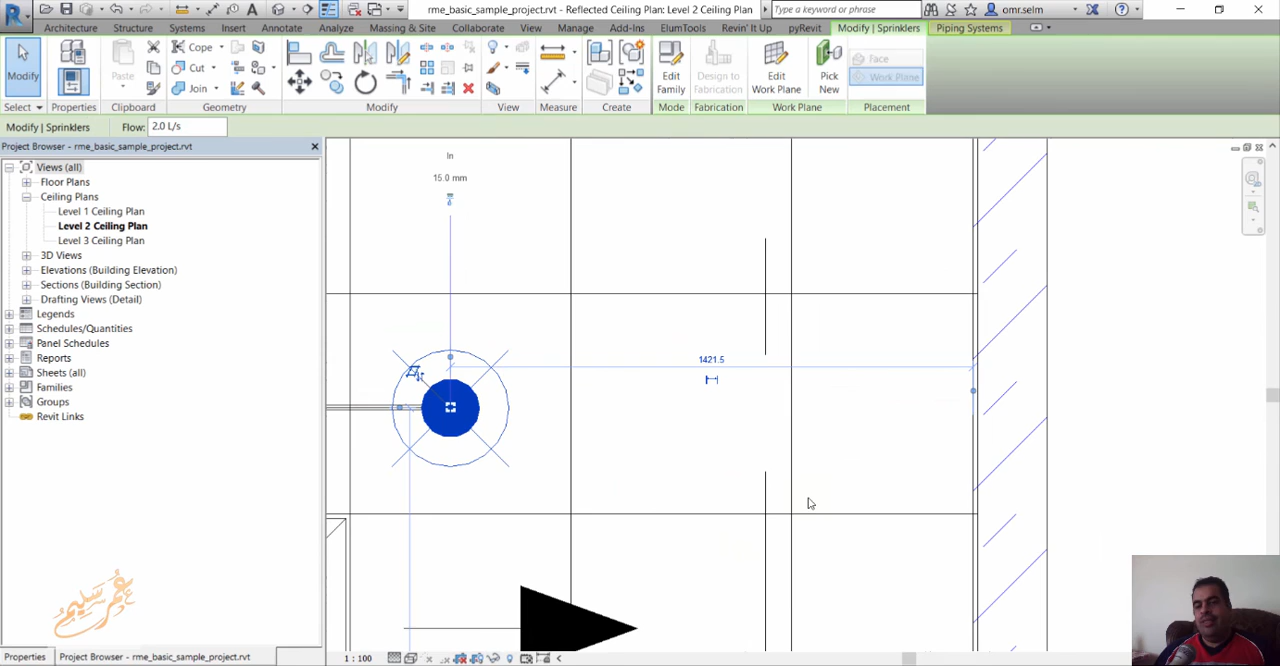 rme_basic_sample_project.rvt - Reflected Ceiling Plan: Level 2 Ceiling Plan
Type a keyword or phrase
omr.selm
Architecture Structure Systems Insert Annotate Analyze Massing & Site Collaborate View Manage Add-Ins ElumTools Revin' It Up pyRevit Modify | Sprinklers Piping Systems
Modify
Paste
Cope
Cut
Join
Edit Family
Design to Fabrication
Edit Work Plane
Pick New
Face
Work Plane
Select Properties Clipboard Geometry Modify View Measure Create Mode Fabrication Work Plane Placement
Modify | Sprinklers Flow: 2.0 L/s
Project Browser - rme_basic_sample_project.rvt
Views (all)
Floor Plans
Ceiling Plans
Level 1 Ceiling Plan
Level 2 Ceiling Plan
Level 3 Ceiling Plan
3D Views
Elevations (Building Elevation)
Sections (Building Section)
Drafting Views (Detail)
Legends
Schedules/Quantities
Panel Schedules
Reports
Sheets (all)
Families
Groups
Revit Links
In
15.0 mm
1421.5
عمر سليم
Properties Project Browser - rme_basic_sample_project.rvt 1 : 100